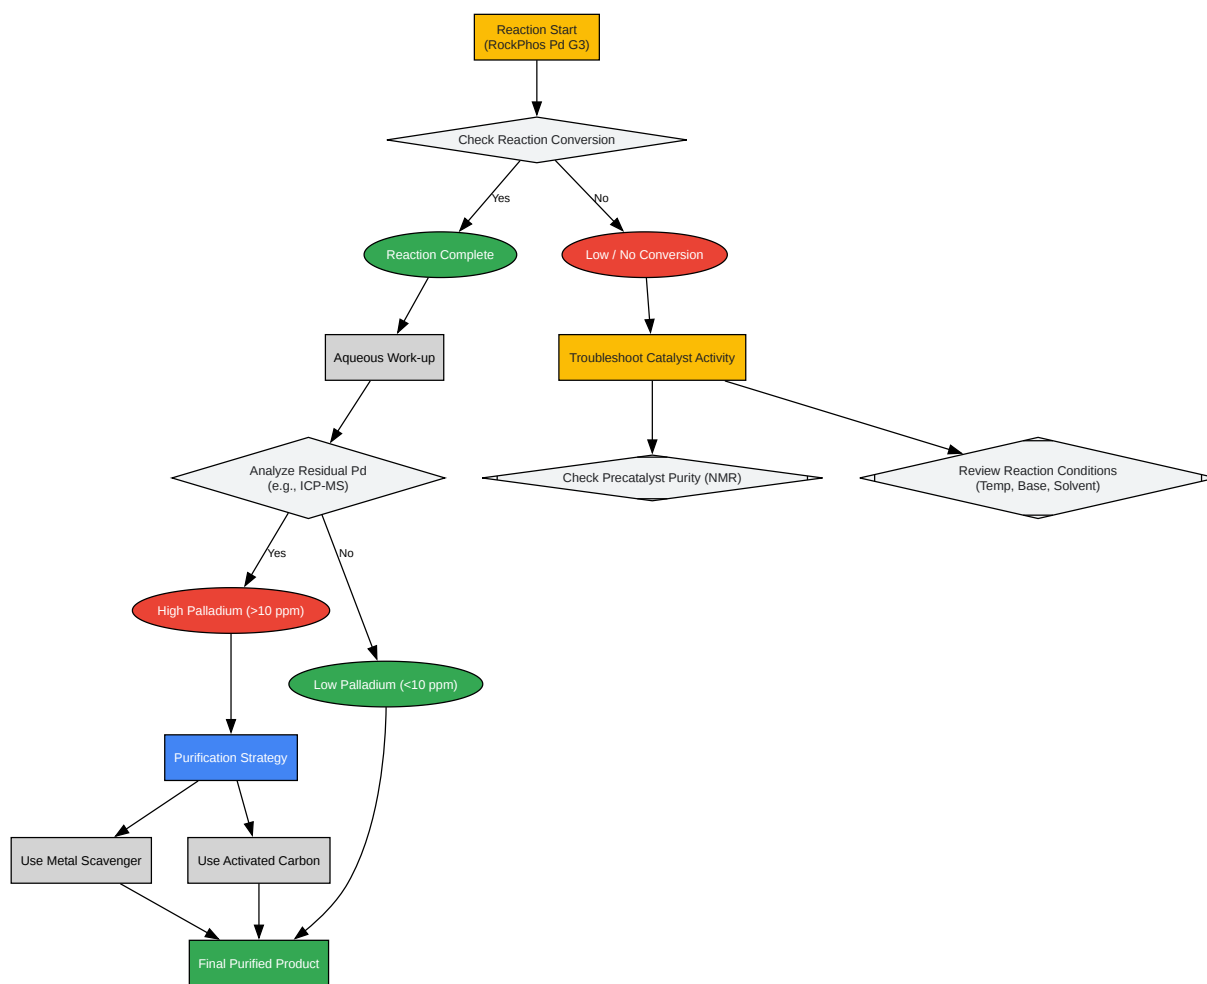 Reaction Start
(RockPhos Pd G3)
Check Reaction Conversion
Yes
No
Reaction Complete
Low / No Conversion
Aqueous Work-up
Troubleshoot Catalyst Activity
Analyze Residual Pd
(e.g., ICP-MS)
Check Precatalyst Purity (NMR)
Review Reaction Conditions
(Temp, Base, Solvent)
Yes
No
High Palladium (>10 ppm)
Low Palladium (<10 ppm)
Purification Strategy
Use Metal Scavenger
Use Activated Carbon
Final Purified Product